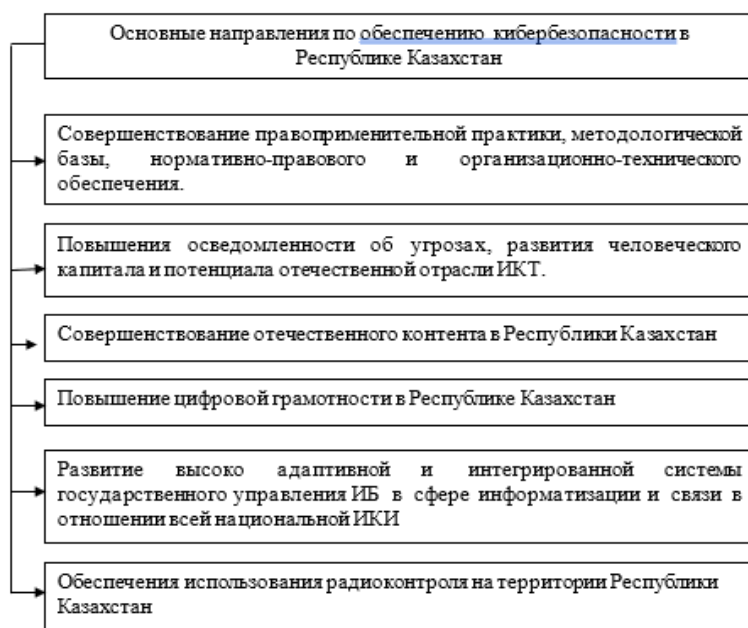 Основные направления по обеспечению кибербезопасности в
Республике Казахстан
Совершенствование правоприменительной практики, методологической
базы, нормативно-правового и организационно-технического
обеспечения.
Повышения осведомленности об угрозах, развития человеческого
капитала и потенциала отечественной отрасли ИКТ.
Совершенствование отечественного контента в Республики Казахстан
Повышение цифровой грамотности в Республике Казахстан
Развитие высоко адаптивной и интегрированной системы
государственного управления ИБ в сфере информатизации и связи в
отношении всей национальной ИКИ
Обеспечения использования радиоконтроля на территории Республики
Казахстан